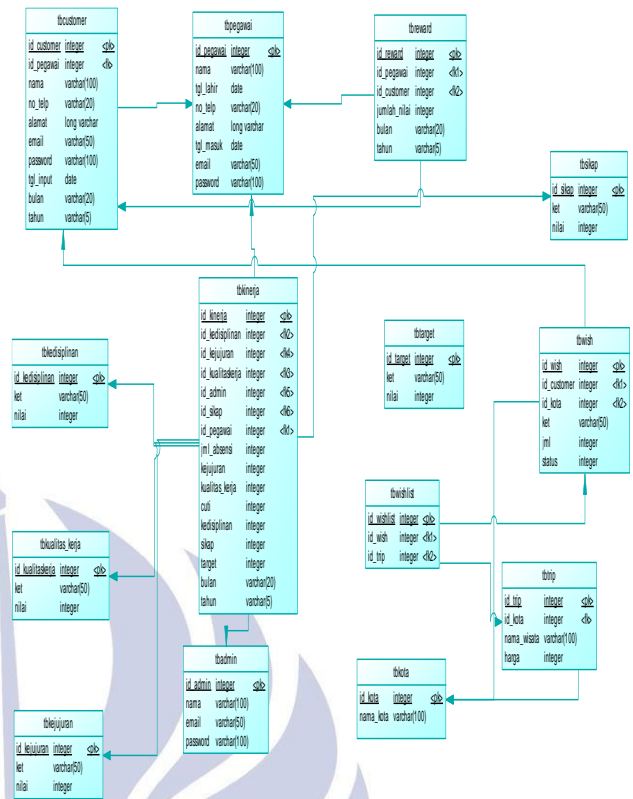 tbcustomer
id_customer integer <pk>
id_pegawai integer <fk>
nama varchar(100)
no_telp varchar(20)
alamat long varchar
email varchar(50)
password varchar(100)
tgl_input date
bulan varchar(20)
tahun varchar(5)
tbpegawai
id_pegawai integer <pk>
nama varchar(100)
tgl_lahir date
no_telp varchar(20)
alamat long varchar
tgl_masuk date
email varchar(50)
password varchar(100)
tbreward
id_reward integer <pk>
id_pegawai integer <fk1>
id_customer integer <fk2>
jumlah_nilai integer
bulan varchar(20)
tahun varchar(5)
tbsikap
id_sikap integer <pk>
ket varchar(50)
nilai integer
tbkinerja
id_kinerja integer <pk>
id_kedisiplinan integer <fk2>
id_kejujuran integer <fk4>
id_kualitaskerja integer <fk3>
id_admin integer <fk5>
id_sikap integer <fk6>
id_pegawai integer <fk1>
jml_absensi integer
kejujuran integer
kualitas_kerja integer
cuti integer
kedisiplinan integer
sikap integer
target integer
bulan varchar(20)
tahun varchar(5)
tbtarget
id_target integer <pk>
ket varchar(50)
nilai integer
tbwish
id_wish integer <pk>
id_customer integer <fk1>
id_kota integer <fk2>
ket varchar(50)
jml integer
status integer
tbkedisiplinan
id_kedisiplinan integer <pk>
ket varchar(50)
nilai integer
tbwishlist
id_wishlist integer <pk>
id_wish integer <fk1>
id_trip integer <fk2>
tbkualitas_kerja
id_kualitaskerja integer <pk>
ket varchar(50)
nilai integer
tbtrip
id_trip integer <pk>
id_kota integer <fk>
nama_wisata varchar(100)
harga integer
tbadmin
id_admin integer <pk>
nama varchar(100)
email varchar(50)
password varchar(100)
tbkota
id_kota integer <pk>
nama_kota varchar(100)
tbkejujuran
id_kejujuran integer <pk>
ket varchar(50)
nilai integer